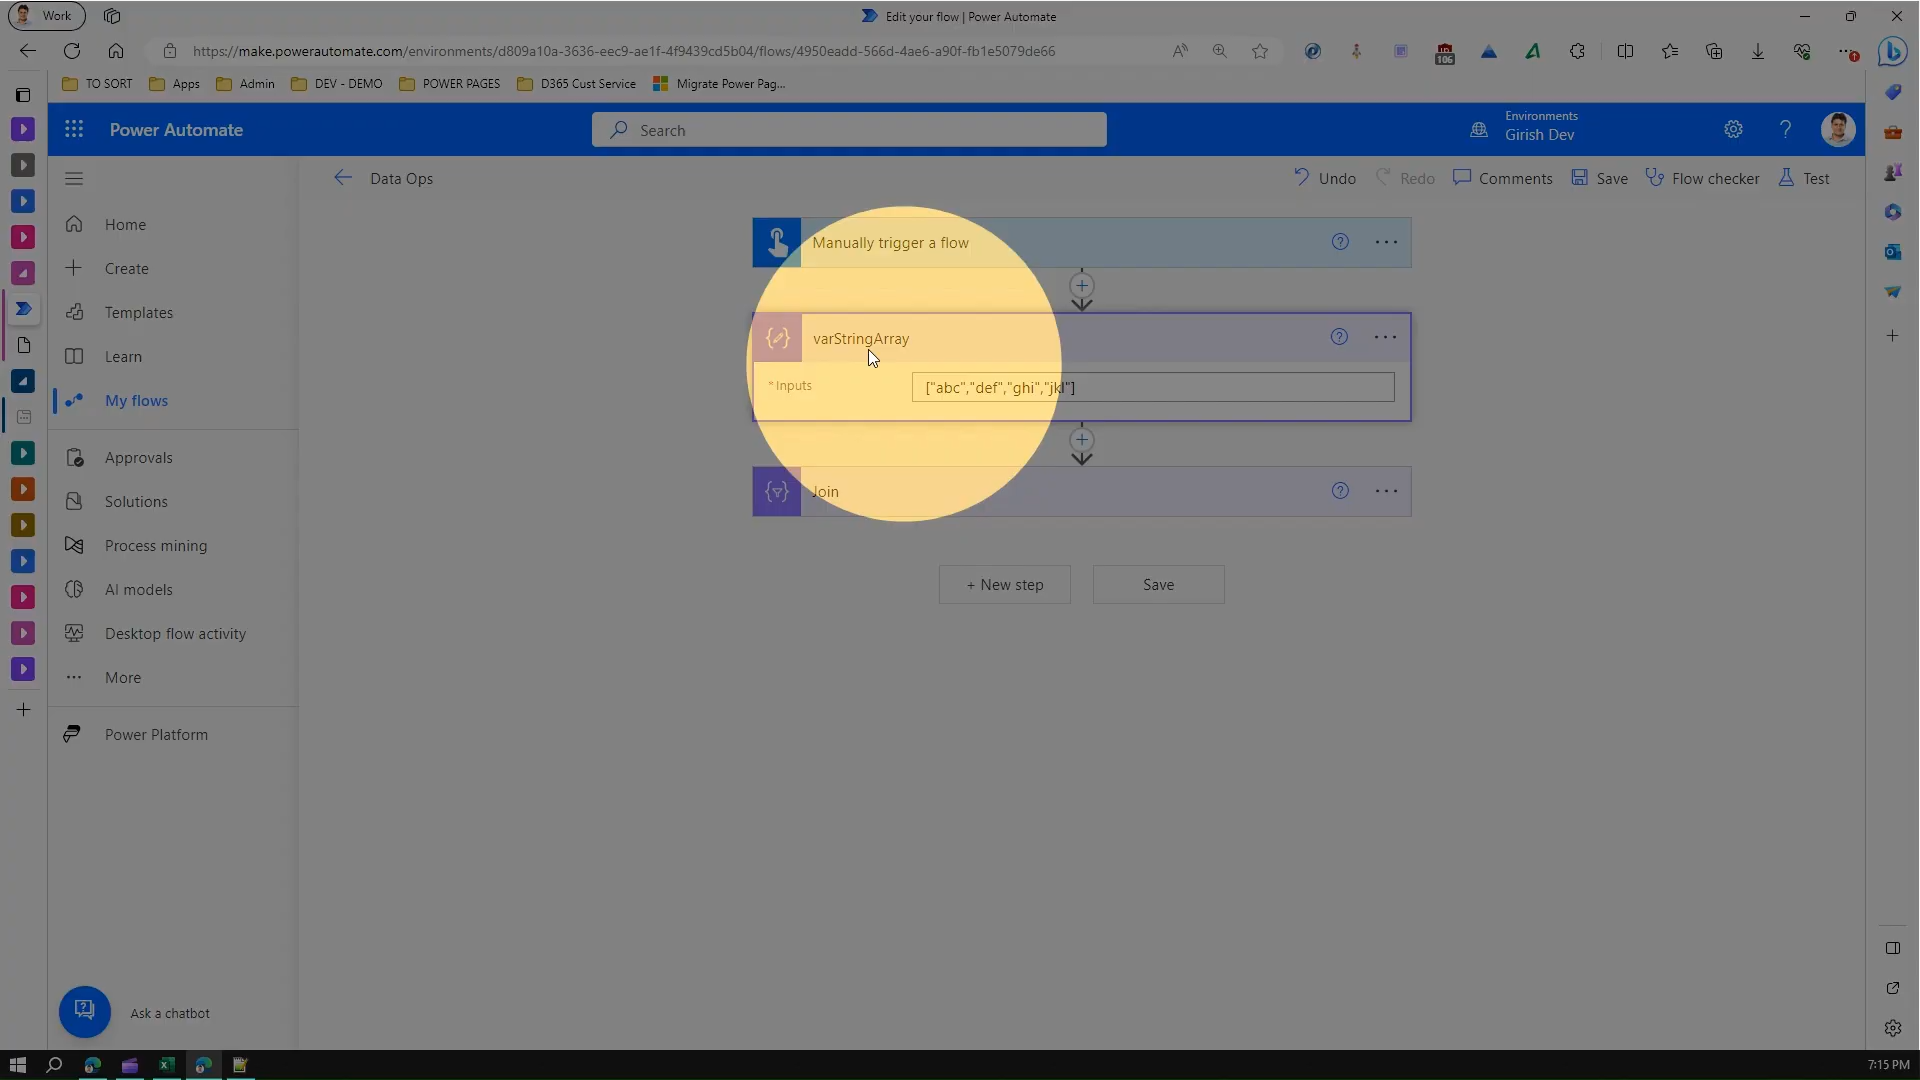 Work
Edit your flow | Power Automate
https://make.powerautomate.com/environments/d809a10a-3636-eec9-ae1f-4f9439cd5b04/flows/4950eadd-566d-4ae6-a90f-fb1e5079de66
106
TO SORT
Apps
Admin
DEV - DEMO
POWER PAGES
D365 Cust Service
Migrate Power Pag...
Power Automate
Search
Environments
Girish Dev
Data Ops
Undo
Redo
Comments
Save
Flow checker
Test
Home
Create
Templates
Learn
My flows
Approvals
Solutions
Process mining
AI models
Desktop flow activity
More
Power Platform
Ask a chatbot
Manually trigger a flow
varStringArray
*Inputs
["abc","def","ghi","jkl"]
Join
+ New step
Save
7:15 PM